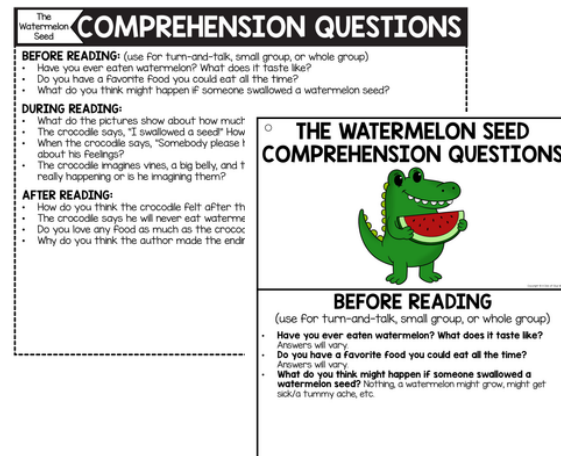 The
Watermelon
Seed
COMPREHENSION QUESTIONS
BEFORE READING: (use for turn-and-talk, small group, or whole group)
• Have you ever eaten watermelon? What does it taste like?
• Do you have a favorite food you could eat all the time?
• What do you think might happen if someone swallowed a watermelon seed?
DURING READING:
• What do the pictures show about how much
• The crocodile says, "I swallowed a seed!" How
• When the crocodile says, "Somebody please
about his feelings?
• The crocodile imagines vines, a big belly, and
really happening or is he imagining them?
AFTER READING:
• How do you think the crocodile felt after
• The crocodile says he will never eat
• Do you love any food as much as the
• Why do you think the author made the
THE WATERMELON SEED
COMPREHENSION QUESTIONS
BEFORE READING
(use for turn-and-talk, small group, or whole group)
• Have you ever eaten watermelon? What does it taste like?
Answers will vary.
• Do you have a favorite food you could eat all the time?
Answers will vary.
• What do you think might happen if someone swallowed a
watermelon seed? Nothing, a watermelon might grow, might get
sick/a tummy ache, etc.